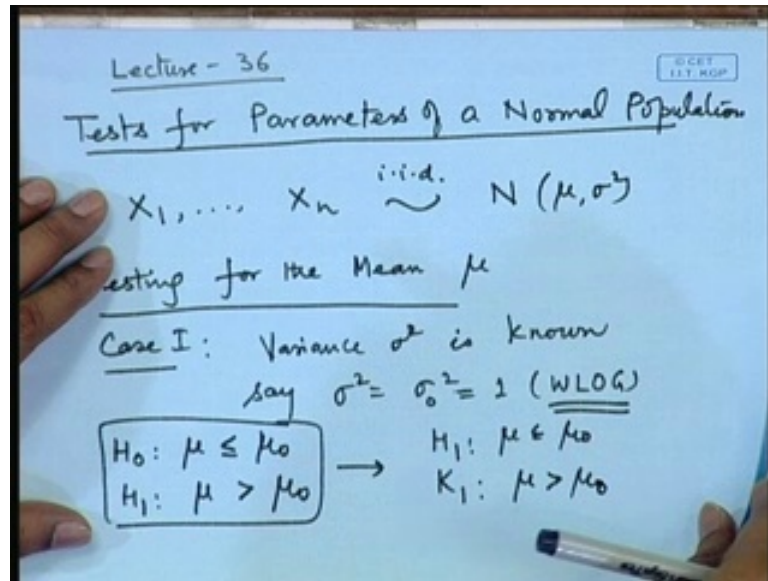 Lecture - 36
© CET
I.I.T. KGP
Tests for Parameters of a Normal Population
X₁, ..., Xₙ i.i.d. ~ N (μ, σ²)
esting for the Mean μ
Case I: Variance σ² is known
say σ² = σ₀² = 1 (WLOG)
H₀: μ ≤ μ₀ → H₁: μ ≤ μ₀
H₁: μ > μ₀ K₁: μ > μ₀